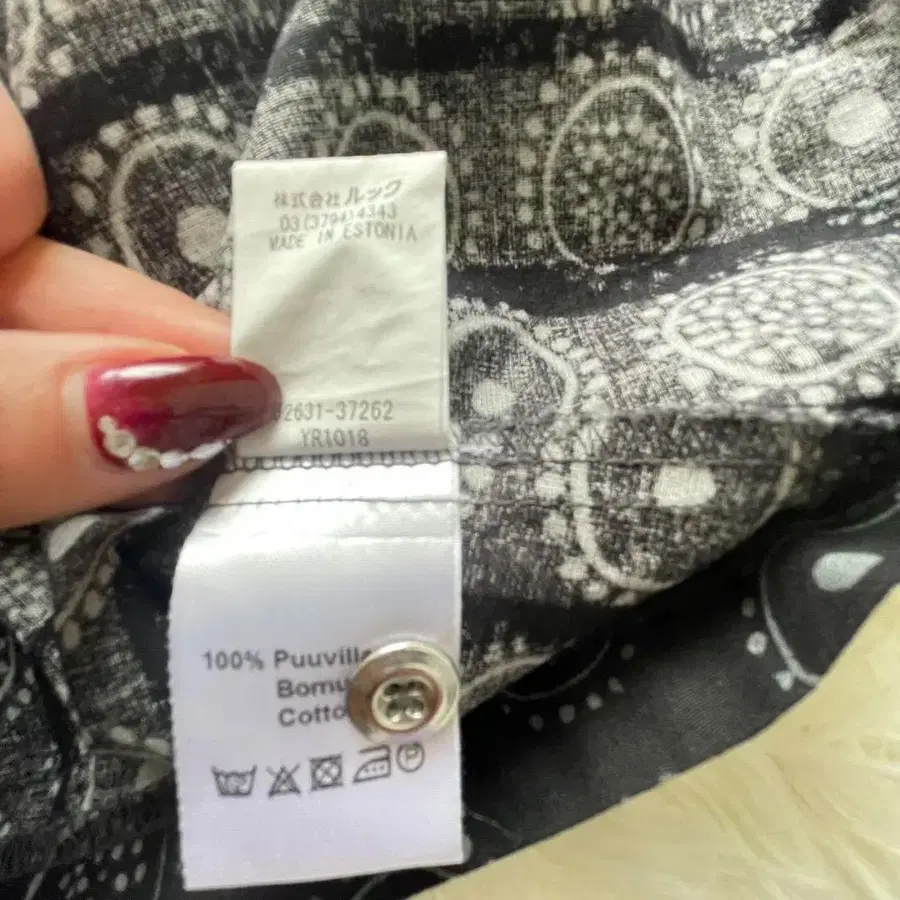 株式会社ルック
03(3794)4343
MADE IN ESTONIA
92631-37262
YR1018
100% Puuvilla
Bomu
Cotto
P